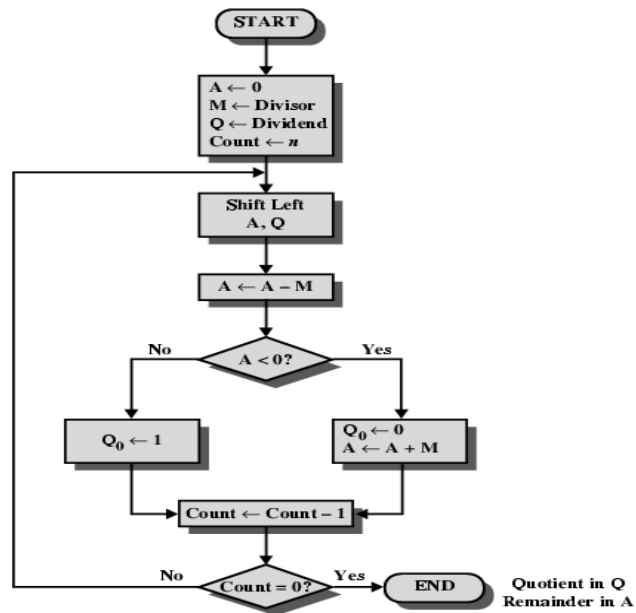 START
A ← 0
M ← Divisor
Q ← Dividend
Count ← n
Shift Left
A, Q
A ← A − M
No
A < 0?
Yes
Q₀ ← 1
Q₀ ← 0
A ← A + M
Count ← Count − 1
No
Count = 0?
Yes
END
Quotient in Q
Remainder in A